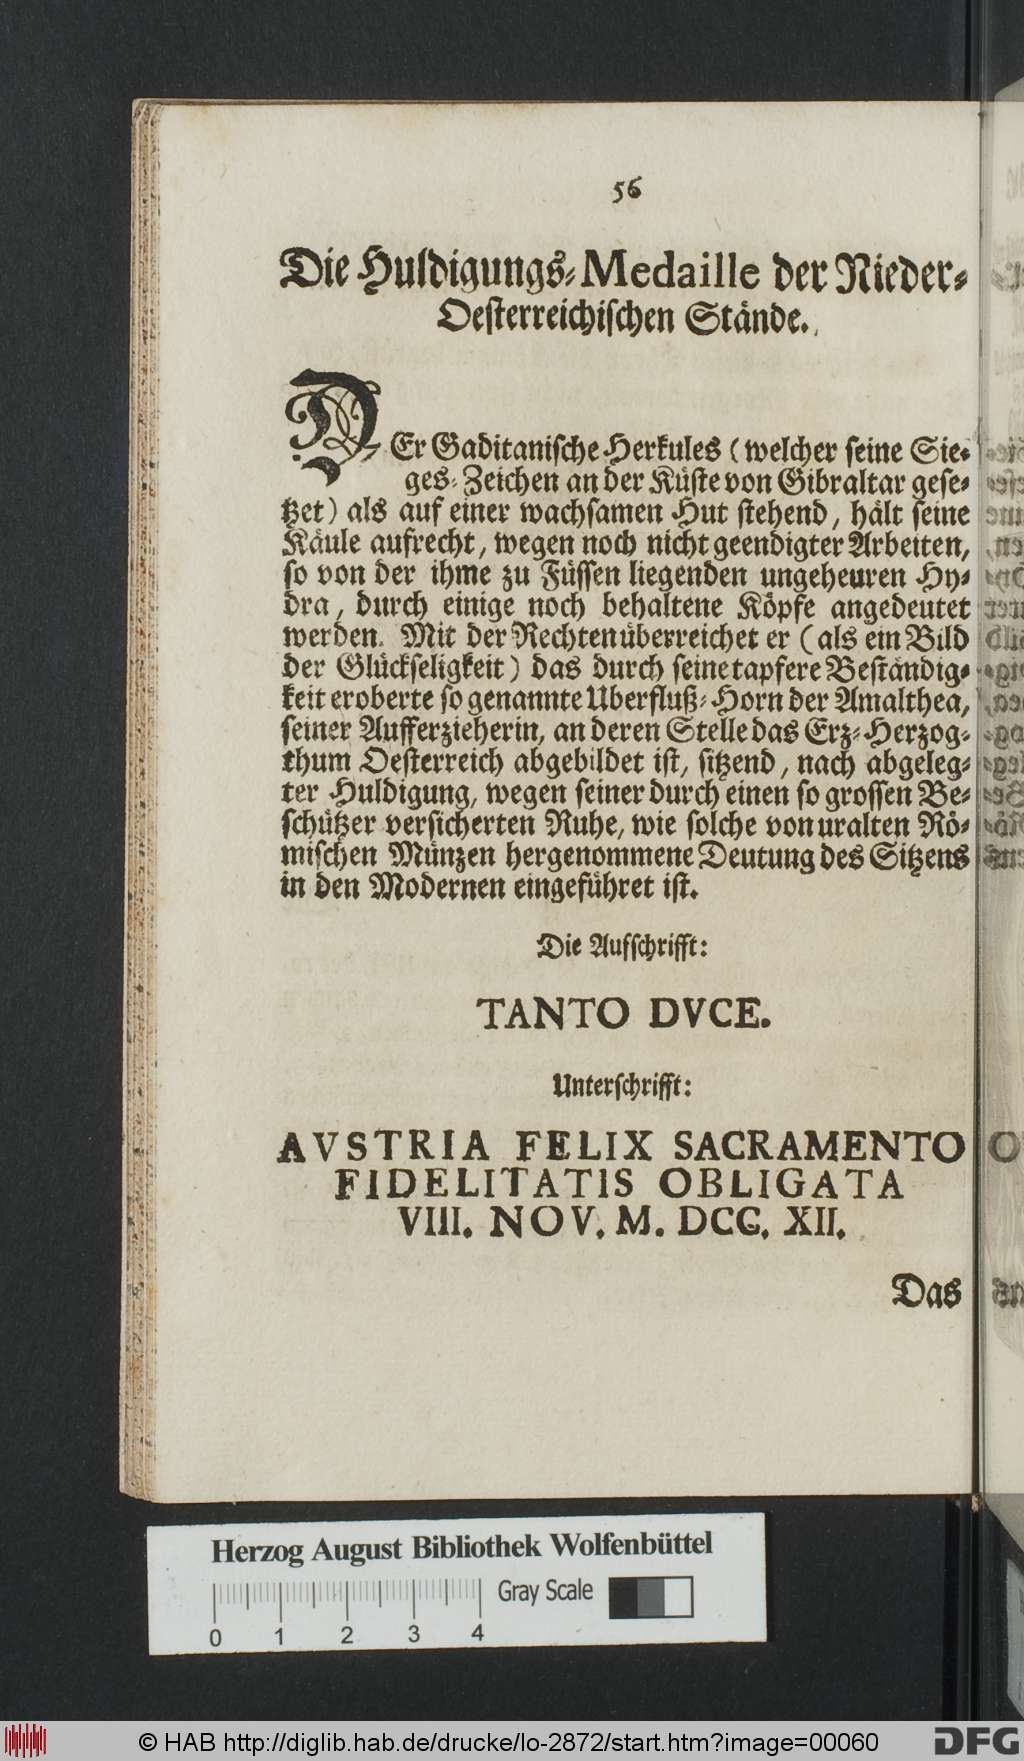 56
Die Huldigungs-Medaille der Nieder-
Oesterreichischen Stände.
DEr Gaditanische Herkules (welcher seine Sie-
ges-Zeichen an der Küste von Gibraltar gese-
tzet) als auf einer wachsamen Hut stehend, hält seine
Käule aufrecht, wegen noch nicht geendigter Arbeiten,
so von der ihme zu Füssen liegenden ungeheuren Hy-
dra, durch einige noch behaltene Köpfe angedeutet
werden. Mit der Rechten überreichet er (als ein Bild
der Glückseligkeit) das durch seine tapfere Beständig-
keit eroberte so genannte Uberfluß-Horn der Amalthea,
seiner Aufferzieherin, an deren Stelle das Erz-Herzog-
thum Oesterreich abgebildet ist, sitzend, nach abgeleg-
ter Huldigung, wegen seiner durch einen so grossen Be-
schützer versicherten Ruhe, wie solche von uralten Rö-
mischen Münzen hergenommene Deutung des Sitzens
in den Modernen eingeführet ist.
Die Aufschrifft:
TANTO DVCE.
Unterschrifft:
AVSTRIA FELIX SACRAMENTO
FIDELITATIS OBLIGATA
VIII. NOV. M. DCC. XII.
Das
Herzog August Bibliothek Wolfenbüttel
Gray Scale
0 1 2 3 4
© HAB http://diglib.hab.de/drucke/lo-2872/start.htm?image=00060
DFG